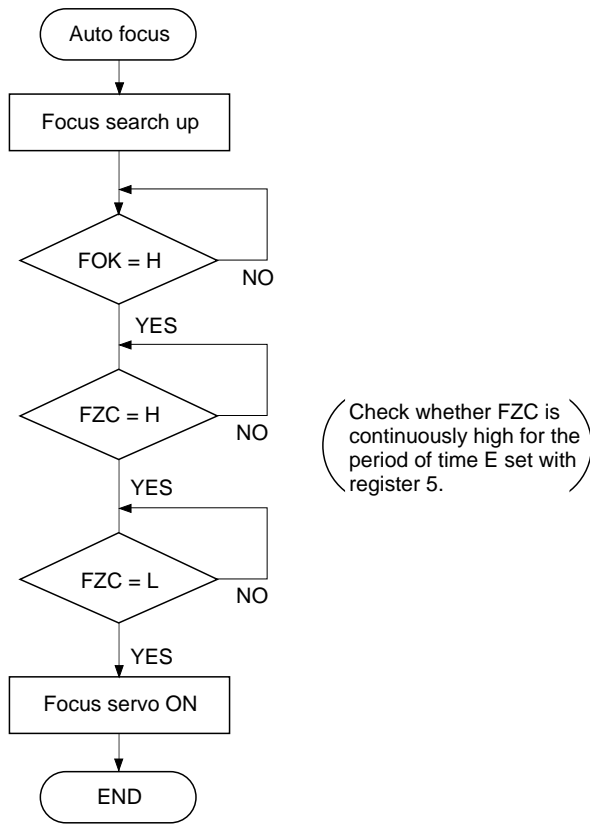 Auto focus
Focus search up
FOK = H
NO
YES
FZC = H
NO
Check whether FZC is
continuously high for the
period of time E set with
register 5.
YES
FZC = L
NO
YES
Focus servo ON
END